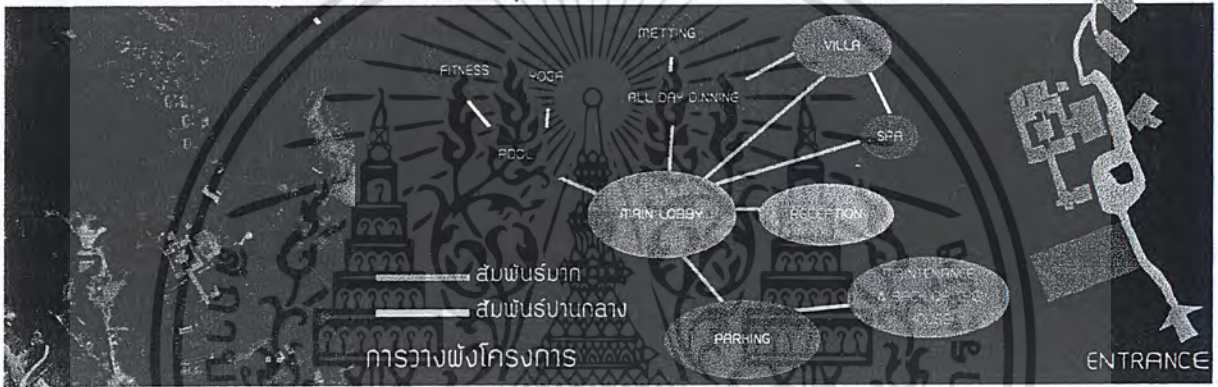 METTING
VILLA
FITNESS
YOGA
ALL DAY DINNING
SPA
POOL
MAIN LOBBY
RECEPTION
สัมพันธ์มาก
สัมพันธ์ปานกลาง
MAINTENANCE
HOUSE
PARKING
การวางผังโครงการ
ENTRANCE